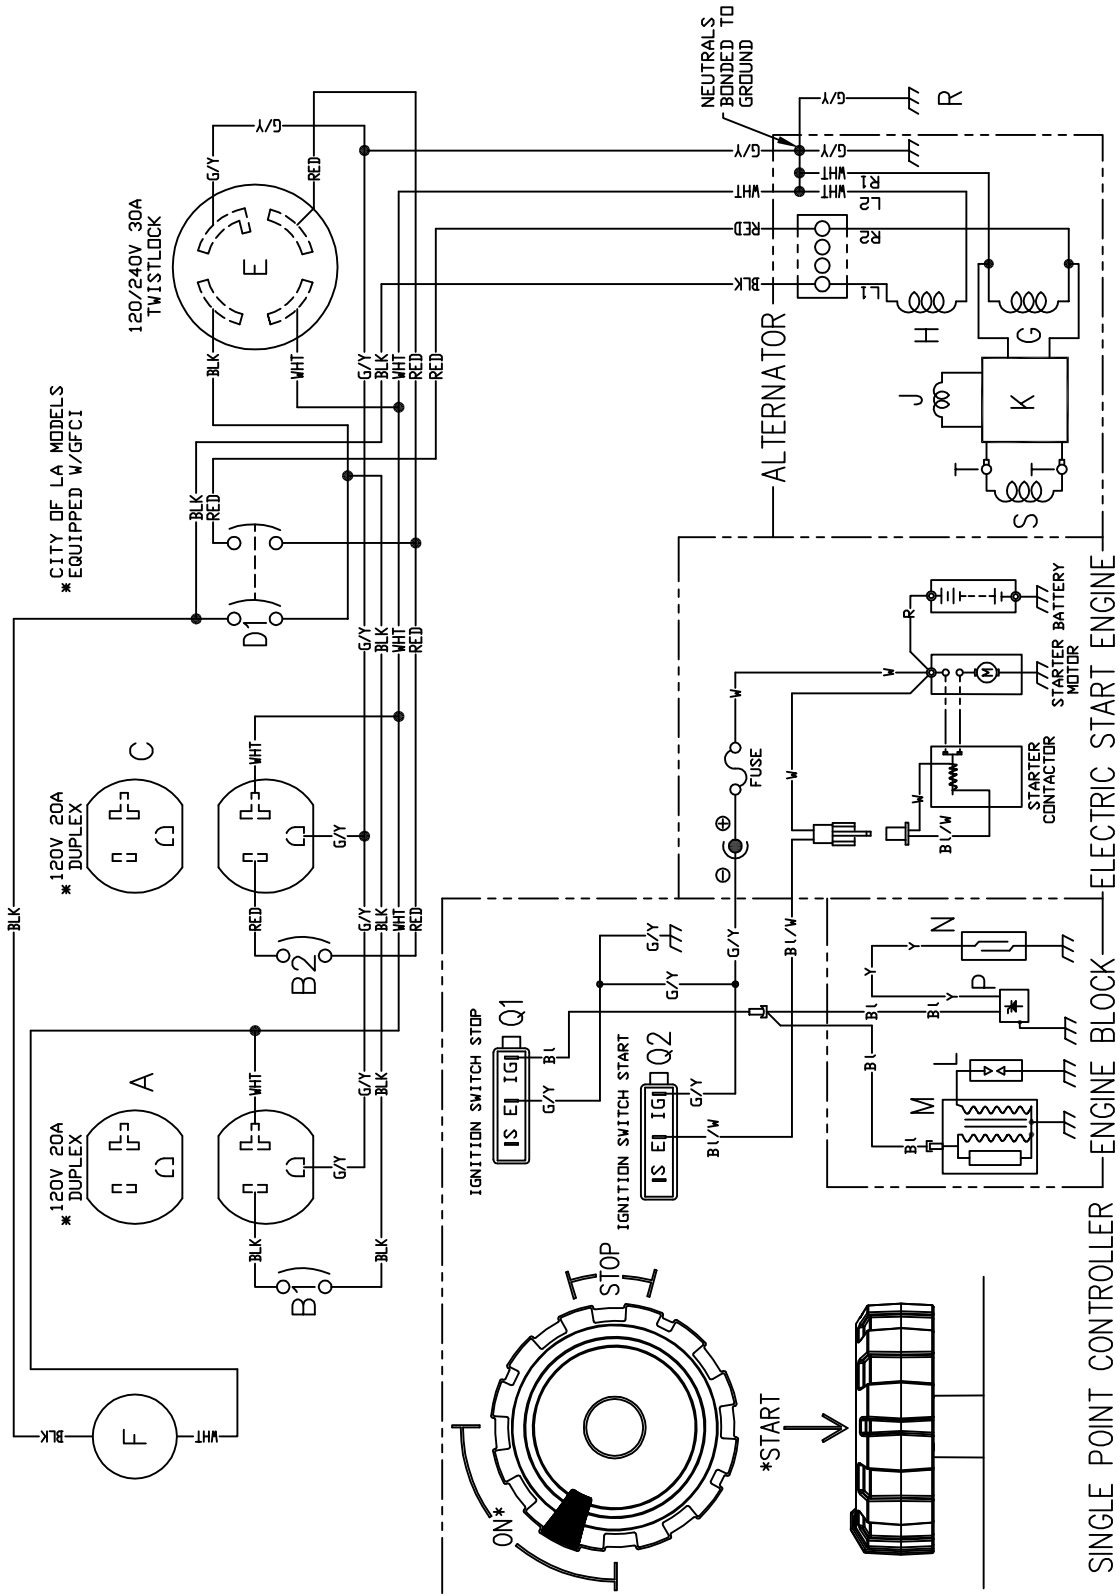 BLK
BLK
WHT
F
*120V 20A
DUPLEX
A
BLK
WHT
G/Y
B1
BLK
*120V 20A
DUPLEX
C
RED
WHT
G/Y
B2
*CITY OF LA MODELS
EQUIPPED W/GFCI
BLK
RED
D1
120/240V 30A
TWISTLOCK
E
G/Y
G/Y
RED
BLK
WHT
G/Y
BLK
G/Y
BLK
WHT
RED
G/Y
BLK
WHT
RED
G/Y
BLK
WHT
RED
RED
NEUTRALS
BONDED TO
GROUND
G/Y
WHT
RED
BLK
G/Y
G/Y
WHT
WHT
R1
L2
R2
L1
R
ALTERNATOR
H
G
J
K
S
IGNITION SWITCH STOP
IS E IG
Q1
G/Y
Bl
IGNITION SWITCH START
IS E IG
Q2
Bl/W
G/Y
G/Y
G/Y
G/Y
Bl/W
FUSE
W
W
W
R
W
Bl/W
STARTER
CONTACTOR
STARTER
MOTOR
M
STARTER BATTERY
Bl
Bl
Bl
Bl
Y
Y
Y
M
L
P
N
ON*
STOP
*START
SINGLE POINT CONTROLLER
ENGINE BLOCK
ELECTRIC START ENGINE